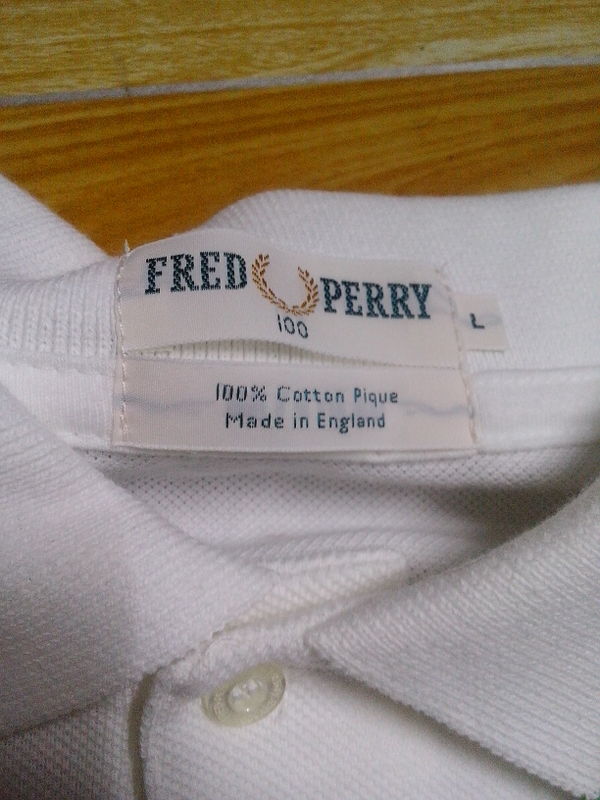 FRED PERRY
100
L
100% Cotton Pique
Made in England